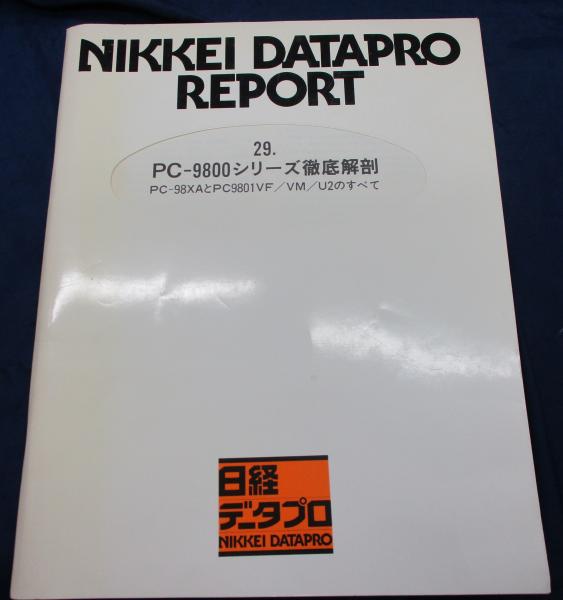 NIKKEI DATAPRO
REPORT
29.
PC-9800シリーズ徹底解剖
PC-98XAとPC9801VF／VM／U2のすべて
日経
データプロ
NIKKEI DATAPRO